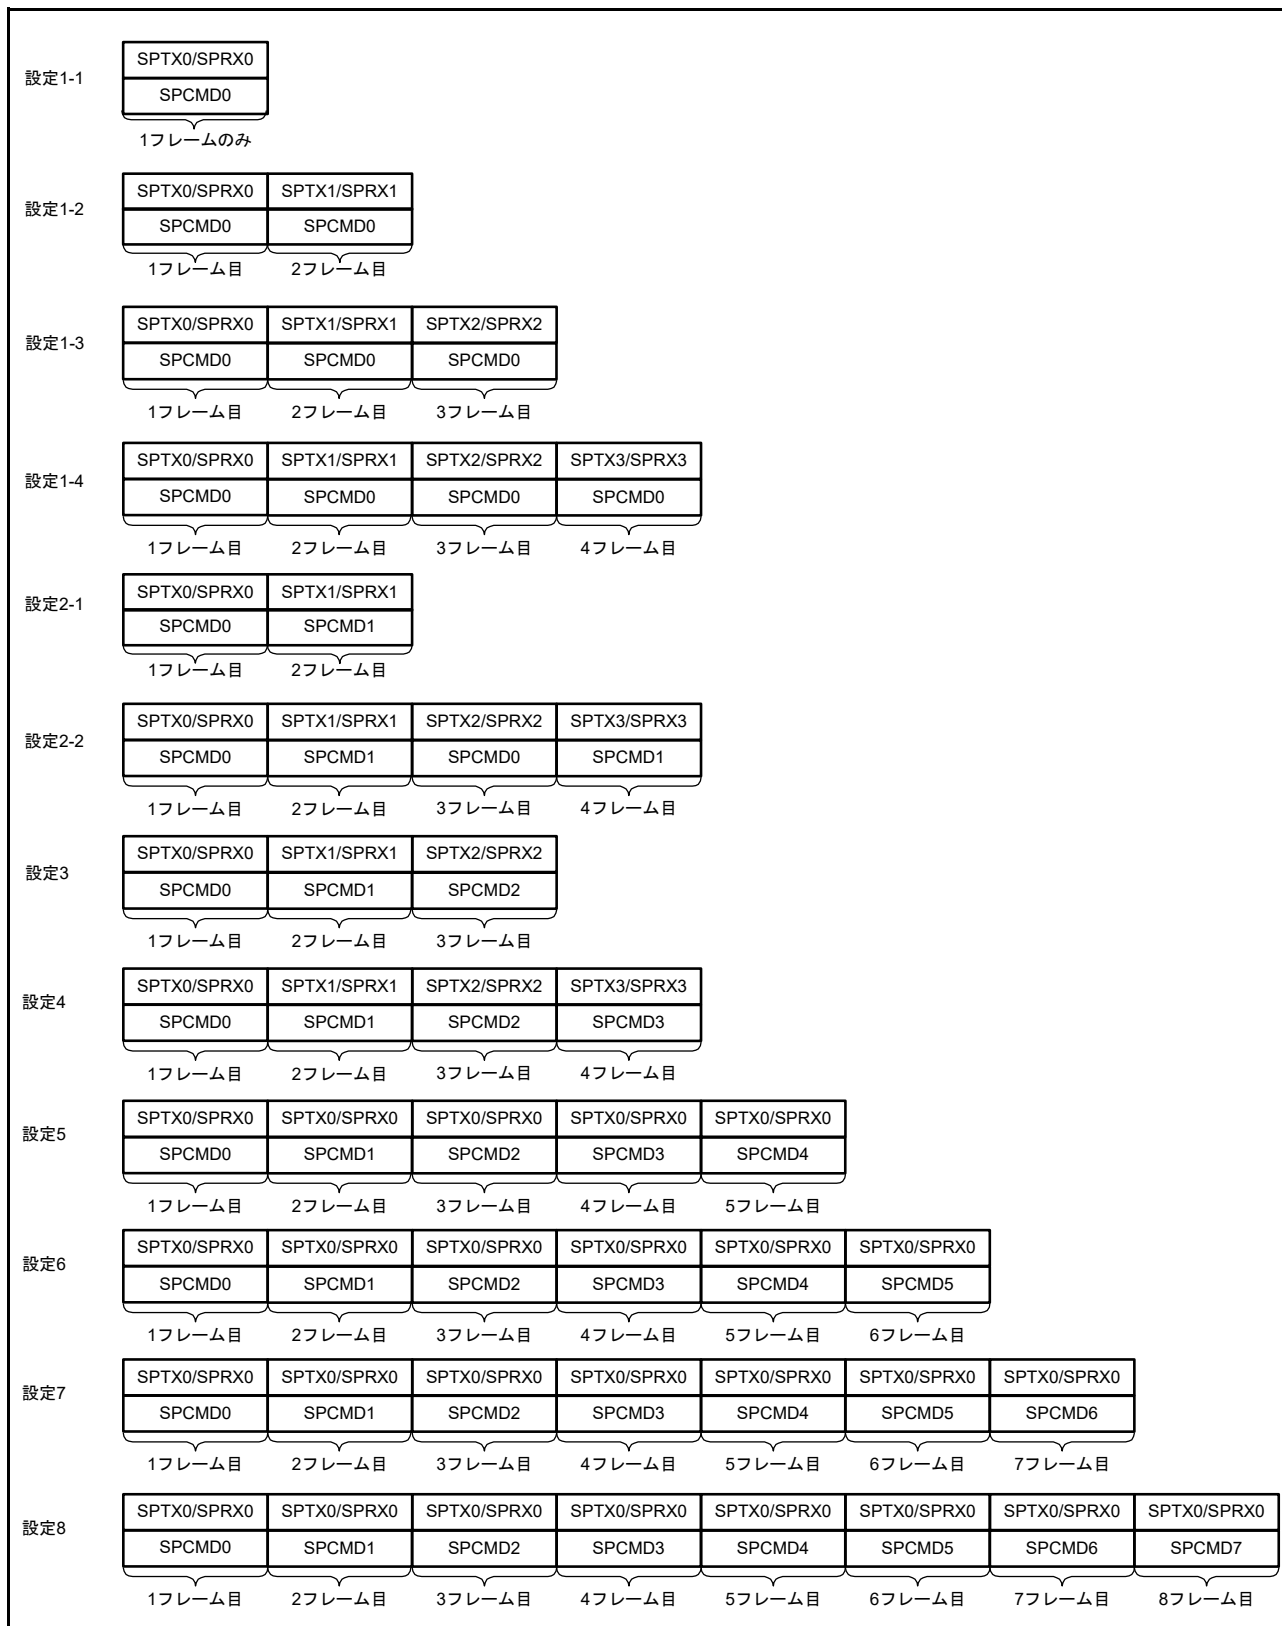 設定1-1
SPTX0/SPRX0
SPCMD0
1フレームのみ
設定1-2
SPTX0/SPRX0 SPTX1/SPRX1
SPCMD0 SPCMD0
1フレーム目 2フレーム目
設定1-3
SPTX0/SPRX0 SPTX1/SPRX1 SPTX2/SPRX2
SPCMD0 SPCMD0 SPCMD0
1フレーム目 2フレーム目 3フレーム目
設定1-4
SPTX0/SPRX0 SPTX1/SPRX1 SPTX2/SPRX2 SPTX3/SPRX3
SPCMD0 SPCMD0 SPCMD0 SPCMD0
1フレーム目 2フレーム目 3フレーム目 4フレーム目
設定2-1
SPTX0/SPRX0 SPTX1/SPRX1
SPCMD0 SPCMD1
1フレーム目 2フレーム目
設定2-2
SPTX0/SPRX0 SPTX1/SPRX1 SPTX2/SPRX2 SPTX3/SPRX3
SPCMD0 SPCMD1 SPCMD0 SPCMD1
1フレーム目 2フレーム目 3フレーム目 4フレーム目
設定3
SPTX0/SPRX0 SPTX1/SPRX1 SPTX2/SPRX2
SPCMD0 SPCMD1 SPCMD2
1フレーム目 2フレーム目 3フレーム目
設定4
SPTX0/SPRX0 SPTX1/SPRX1 SPTX2/SPRX2 SPTX3/SPRX3
SPCMD0 SPCMD1 SPCMD2 SPCMD3
1フレーム目 2フレーム目 3フレーム目 4フレーム目
設定5
SPTX0/SPRX0 SPTX0/SPRX0 SPTX0/SPRX0 SPTX0/SPRX0 SPTX0/SPRX0
SPCMD0 SPCMD1 SPCMD2 SPCMD3 SPCMD4
1フレーム目 2フレーム目 3フレーム目 4フレーム目 5フレーム目
設定6
SPTX0/SPRX0 SPTX0/SPRX0 SPTX0/SPRX0 SPTX0/SPRX0 SPTX0/SPRX0 SPTX0/SPRX0
SPCMD0 SPCMD1 SPCMD2 SPCMD3 SPCMD4 SPCMD5
1フレーム目 2フレーム目 3フレーム目 4フレーム目 5フレーム目 6フレーム目
設定7
SPTX0/SPRX0 SPTX0/SPRX0 SPTX0/SPRX0 SPTX0/SPRX0 SPTX0/SPRX0 SPTX0/SPRX0 SPTX0/SPRX0
SPCMD0 SPCMD1 SPCMD2 SPCMD3 SPCMD4 SPCMD5 SPCMD6
1フレーム目 2フレーム目 3フレーム目 4フレーム目 5フレーム目 6フレーム目 7フレーム目
設定8
SPTX0/SPRX0 SPTX0/SPRX0 SPTX0/SPRX0 SPTX0/SPRX0 SPTX0/SPRX0 SPTX0/SPRX0 SPTX0/SPRX0 SPTX0/SPRX0
SPCMD0 SPCMD1 SPCMD2 SPCMD3 SPCMD4 SPCMD5 SPCMD6 SPCMD7
1フレーム目 2フレーム目 3フレーム目 4フレーム目 5フレーム目 6フレーム目 7フレーム目 8フレーム目